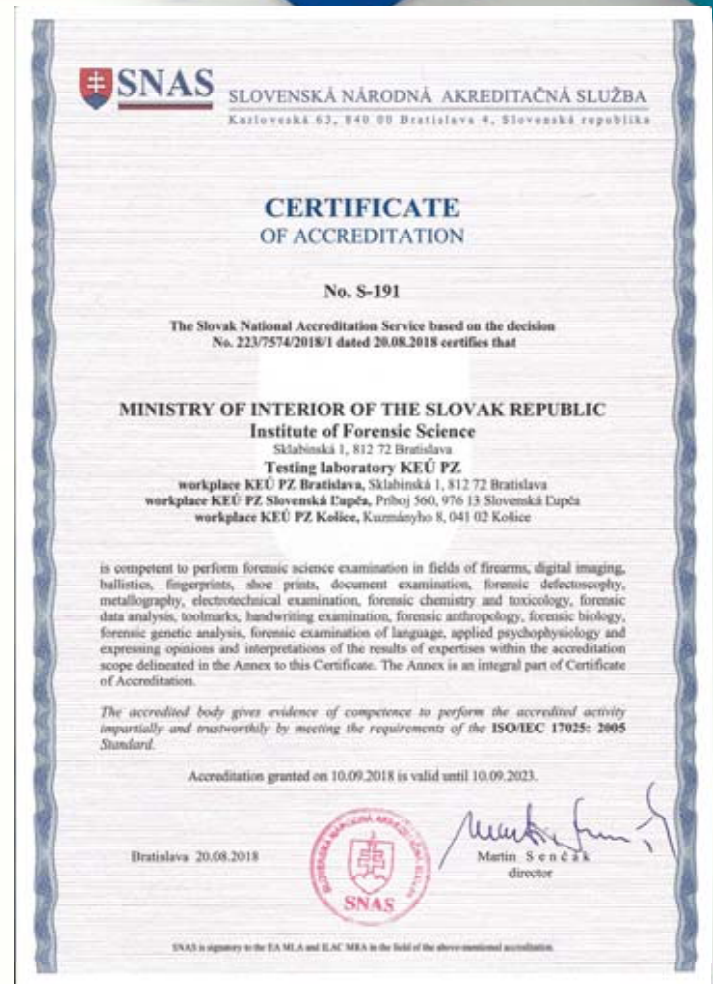 SNAS
SLOVENSKÁ NÁRODNÁ AKREDITAČNÁ SLUŽBA
Karloveská 63, 840 00 Bratislava 4, Slovenská republika
CERTIFICATE
OF ACCREDITATION
No. S-191
The Slovak National Accreditation Service based on the decision
No. 223/7574/2018/1 dated 20.08.2018 certifies that
MINISTRY OF INTERIOR OF THE SLOVAK REPUBLIC
Institute of Forensic Science
Sklabinská 1, 812 72 Bratislava
Testing laboratory KEÚ PZ
workplace KEÚ PZ Bratislava, Sklabinská 1, 812 72 Bratislava
workplace KEÚ PZ Slovenská Ľupča, Príboj 560, 976 13 Slovenská Ľupča
workplace KEÚ PZ Košice, Kuzmányho 8, 041 02 Košice
is competent to perform forensic science examination in fields of firearms, digital imaging,
ballistics, fingerprints, shoe prints, document examination, forensic defectoscophy,
metallography, electrotechnical examination, forensic chemistry and toxicology, forensic
data analysis, toolmarks, handwriting examination, forensic anthropology, forensic biology,
forensic genetic analysis, forensic examination of language, applied psychophysiology and
expressing opinions and interpretations of the results of expertises within the accreditation
scope delineated in the Annex to this Certificate. The Annex is an integral part of Certificate
of Accreditation.
The accredited body gives evidence of competence to perform the accredited activity
impartially and trustworthily by meeting the requirements of the ISO/IEC 17025: 2005
Standard.
Accreditation granted on 10.09.2018 is valid until 10.09.2023.
Bratislava 20.08.2018
SLOVENSKÁ NÁRODNÁ AKREDITAČNÁ SLUŽBA
SNAS
Martin Senčák
director
SNAS is signatory to the EA MLA and ILAC MRA in the field of the above-mentioned accreditation.